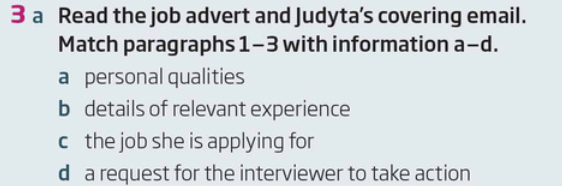 3 a Read the job advert and Judyta's covering email.
Match paragraphs 1–3 with information a–d.
a personal qualities
b details of relevant experience
c the job she is applying for
d a request for the interviewer to take action